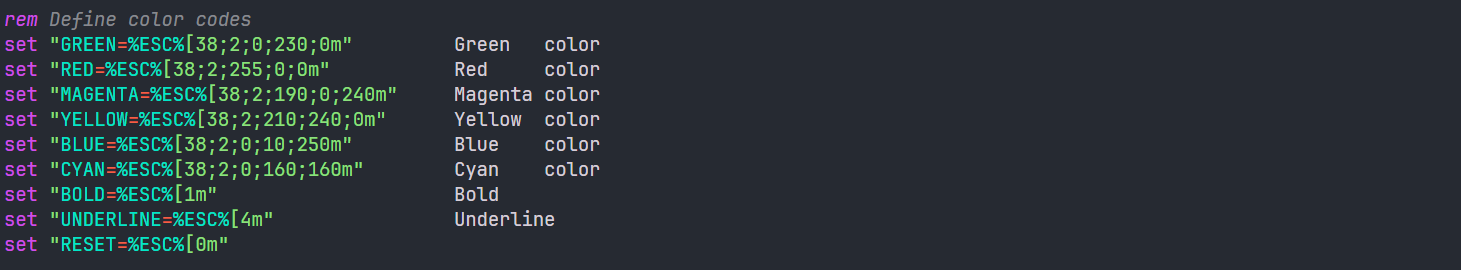 rem Define color codes
set "GREEN=%ESC%[38;2;0;230;0m"         Green   color
set "RED=%ESC%[38;2;255;0;0m"           Red     color
set "MAGENTA=%ESC%[38;2;190;0;240m"     Magenta color
set "YELLOW=%ESC%[38;2;210;240;0m"      Yellow  color
set "BLUE=%ESC%[38;2;0;10;250m"         Blue    color
set "CYAN=%ESC%[38;2;0;160;160m"        Cyan    color
set "BOLD=%ESC%[1m"                     Bold
set "UNDERLINE=%ESC%[4m"                Underline
set "RESET=%ESC%[0m"